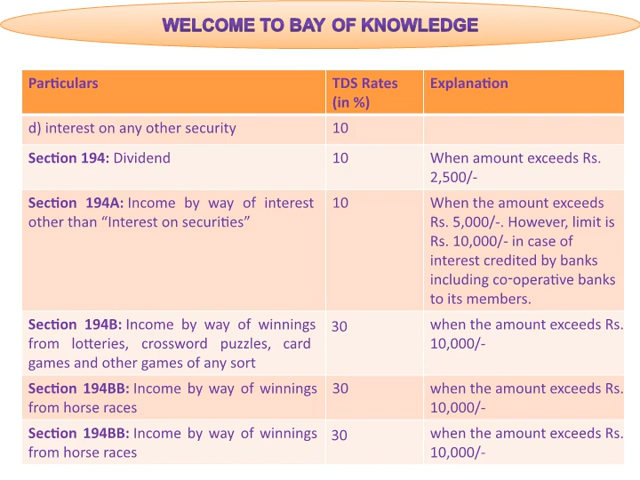 WELCOME TO BAY OF KNOWLEDGE
Particulars
TDS Rates
(in %)
Explanation
d) interest on any other security
10
Section 194: Dividend
10
When amount exceeds Rs.
2,500/-
Section 194A: Income by way of interest
other than “Interest on securities”
10
When the amount exceeds
Rs. 5,000/-. However, limit is
Rs. 10,000/- in case of
interest credited by banks
including co-operative banks
to its members.
Section 194B: Income by way of winnings
from lotteries, crossword puzzles, card
games and other games of any sort
30
when the amount exceeds Rs.
10,000/-
Section 194BB: Income by way of winnings
from horse races
30
when the amount exceeds Rs.
10,000/-
Section 194BB: Income by way of winnings
from horse races
30
when the amount exceeds Rs.
10,000/-